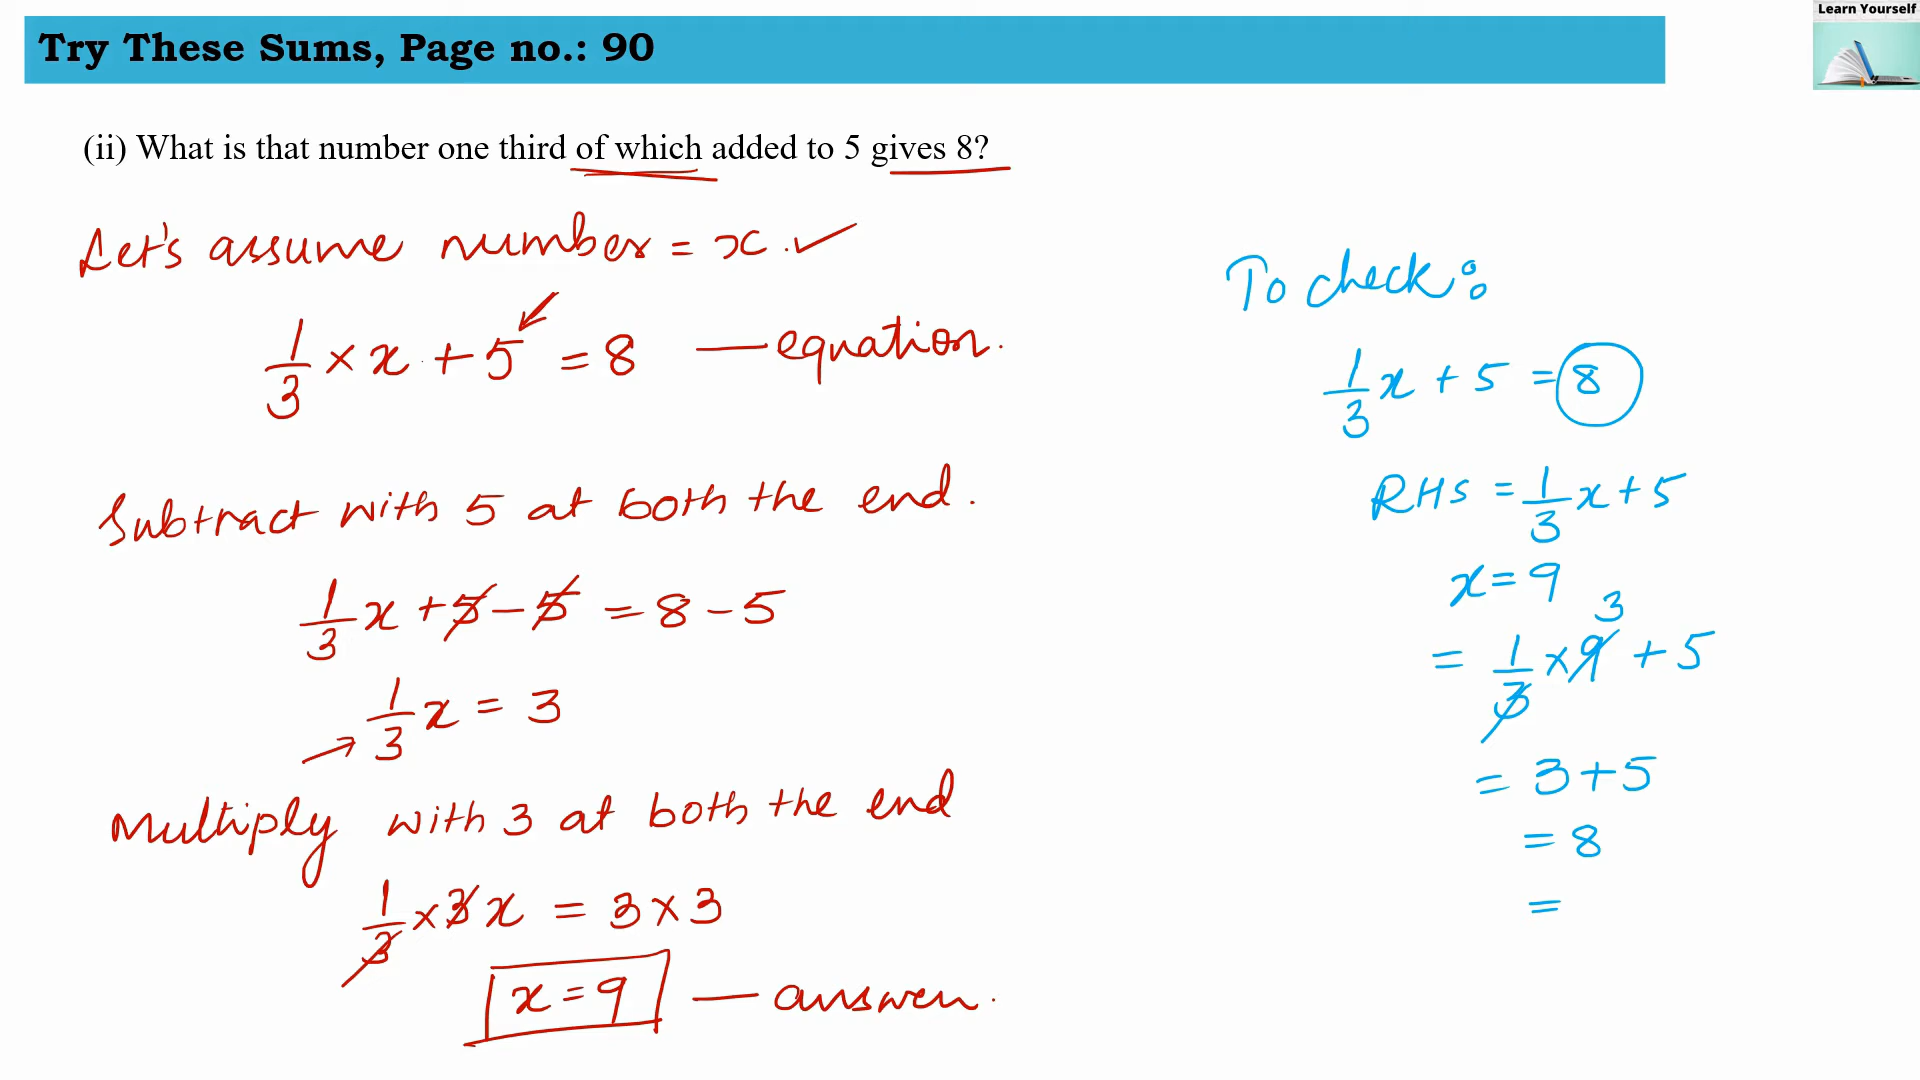 Learn Yourself
Try These Sums, Page no.: 90
(ii) What is that number one third of which added to 5 gives 8?
Let's assume number = x. ✓
1/3 × x + 5 = 8 — equation.
Subtract with 5 at both the end.
1/3 x + 5 - 5 = 8 - 5
→ 1/3 x = 3
Multiply with 3 at both the end
1/3 × 3 x = 3 × 3
x = 9 — answer.
To check:
1/3 x + 5 = 8
RHS = 1/3 x + 5
x = 9
3
= 1/3 × 9 + 5
= 3 + 5
= 8
=